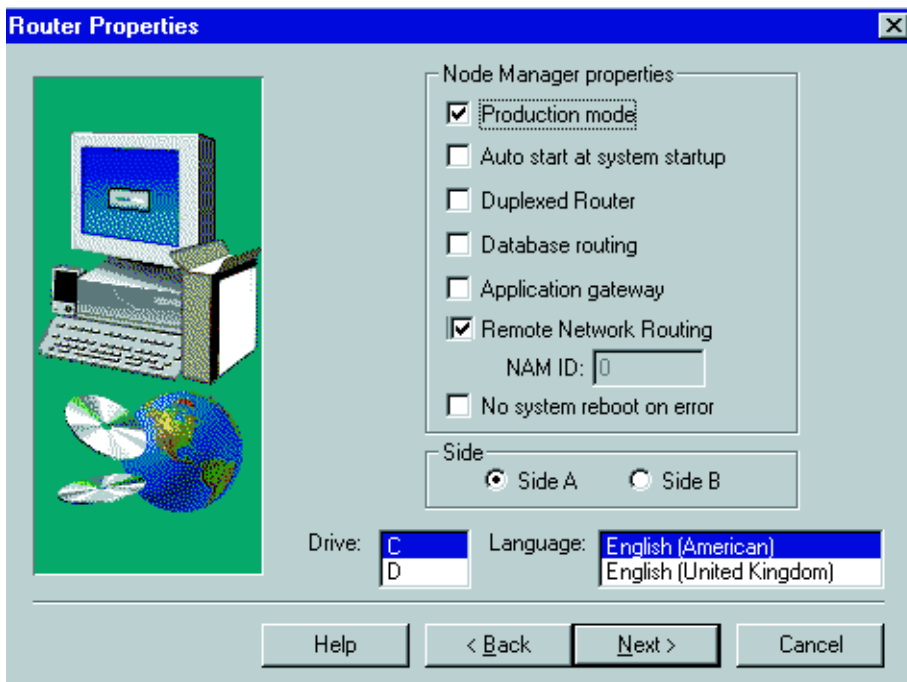 Router Properties
Node Manager properties
Production mode
Auto start at system startup
Duplexed Router
Database routing
Application gateway
Remote Network Routing
NAM ID: 0
No system reboot on error
Side
Side A Side B
Drive: C Language: English (American)
D English (United Kingdom)
Help < Back Next > Cancel